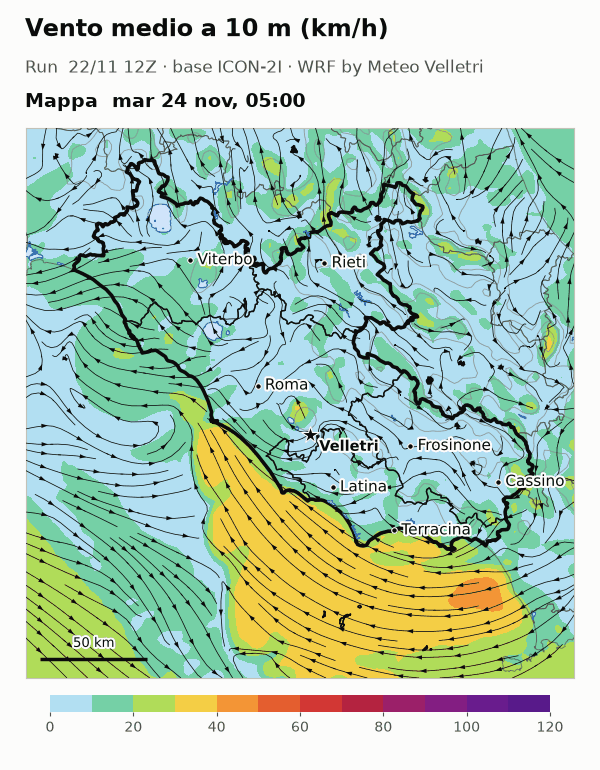 Vento medio a 10 m (km/h)
Run  22/11 12Z · base ICON-2I · WRF by Meteo Velletri
Mappa  mar 24 nov, 05:00
Viterbo
Rieti
Roma
Velletri
Frosinone
Latina
Cassino
Terracina
50 km
0 20 40 60 80 100 120